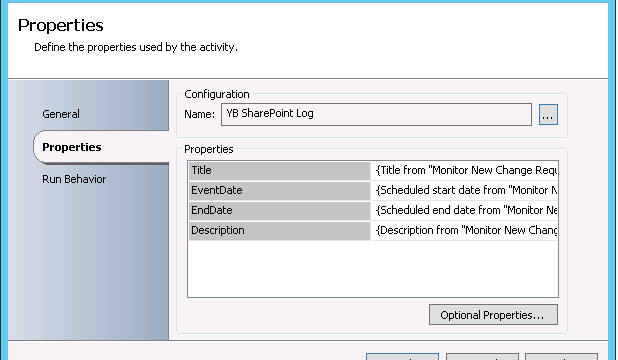 Properties
Define the properties used by the activity.
General
Properties
Run Behavior
Configuration
Name: YB SharePoint Log ...
Properties
Title {Title from "Monitor New Change Requ
EventDate {Scheduled start date from "Monitor N
EndDate {Scheduled end date from "Monitor Ne
Description {Description from "Monitor New Chang
Optional Properties...